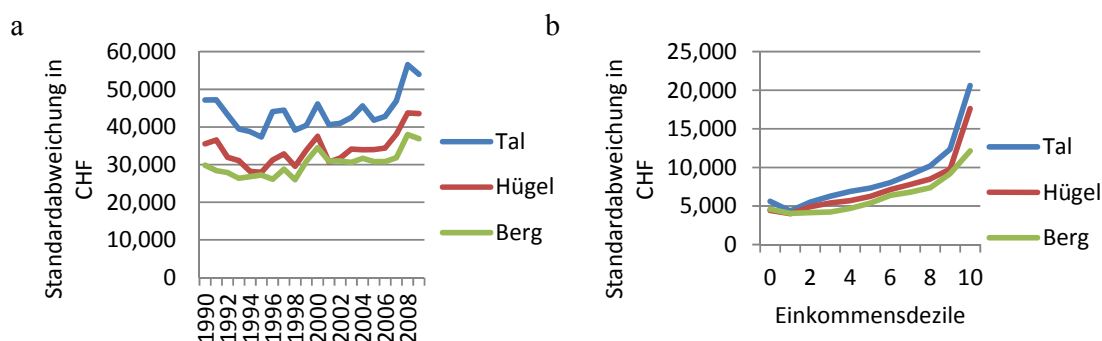 a
Standardabweichung in
CHF
60,000
50,000
40,000
30,000
20,000
10,000
0
1990
1992
1994
1996
1998
2000
2002
2004
2006
2008
Tal
Hügel
Berg
b
Standardabweichung in
CHF
25,000
20,000
15,000
10,000
5,000
0
0 2 4 6 8 10
Einkommensdezile
Tal
Hügel
Berg